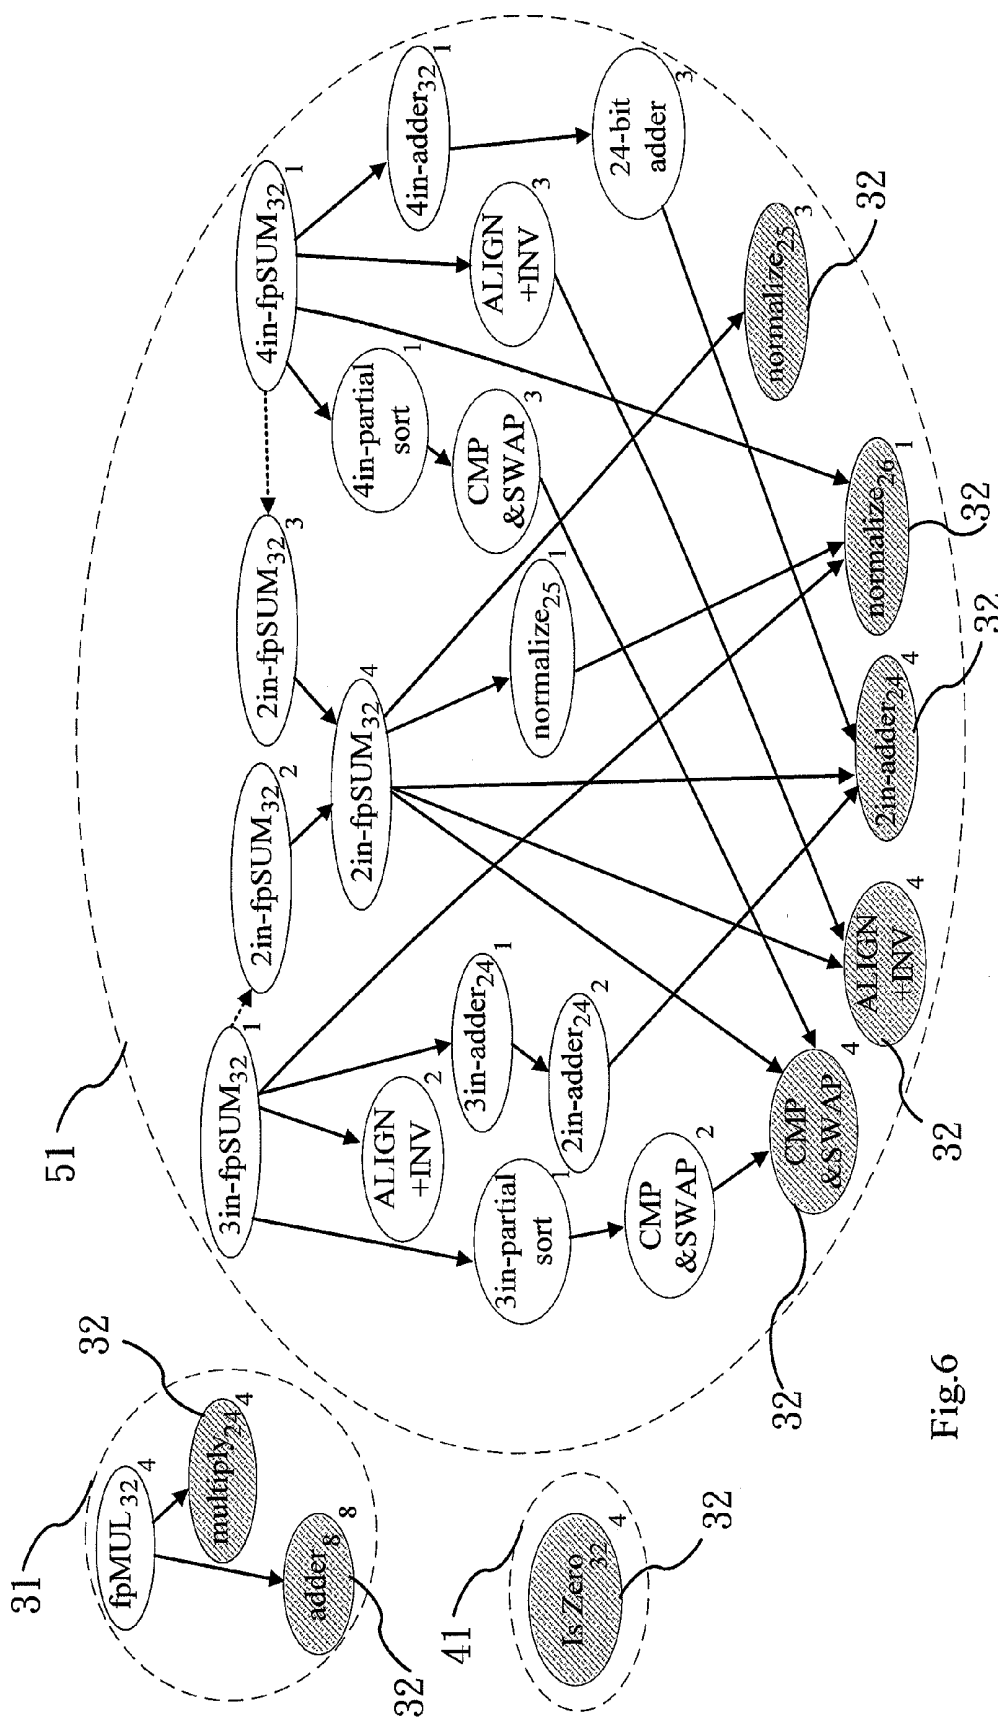 31
fpMUL32 4
multiply24 4
32
adder8 8
32
41
Is Zero32 4
32
51
3in-fpSUM32 1
2in-fpSUM32 2
2in-fpSUM32 3
4in-fpSUM32 1
2in-fpSUM32 4
ALIGN
+INV 2
3in-adder24 1
2in-adder24 2
3in-partial
sort 1
CMP
&SWAP 2
4in-partial
sort 1
CMP
&SWAP 3
ALIGN
+INV 3
4in-adder32 1
24-bit
adder 3
normalize25 1
CMP
&SWAP 4
32
ALIGN
+INV 4
32
2in-adder24 4
32
normalize26 1
32
normalize25 3
32
Fig.6